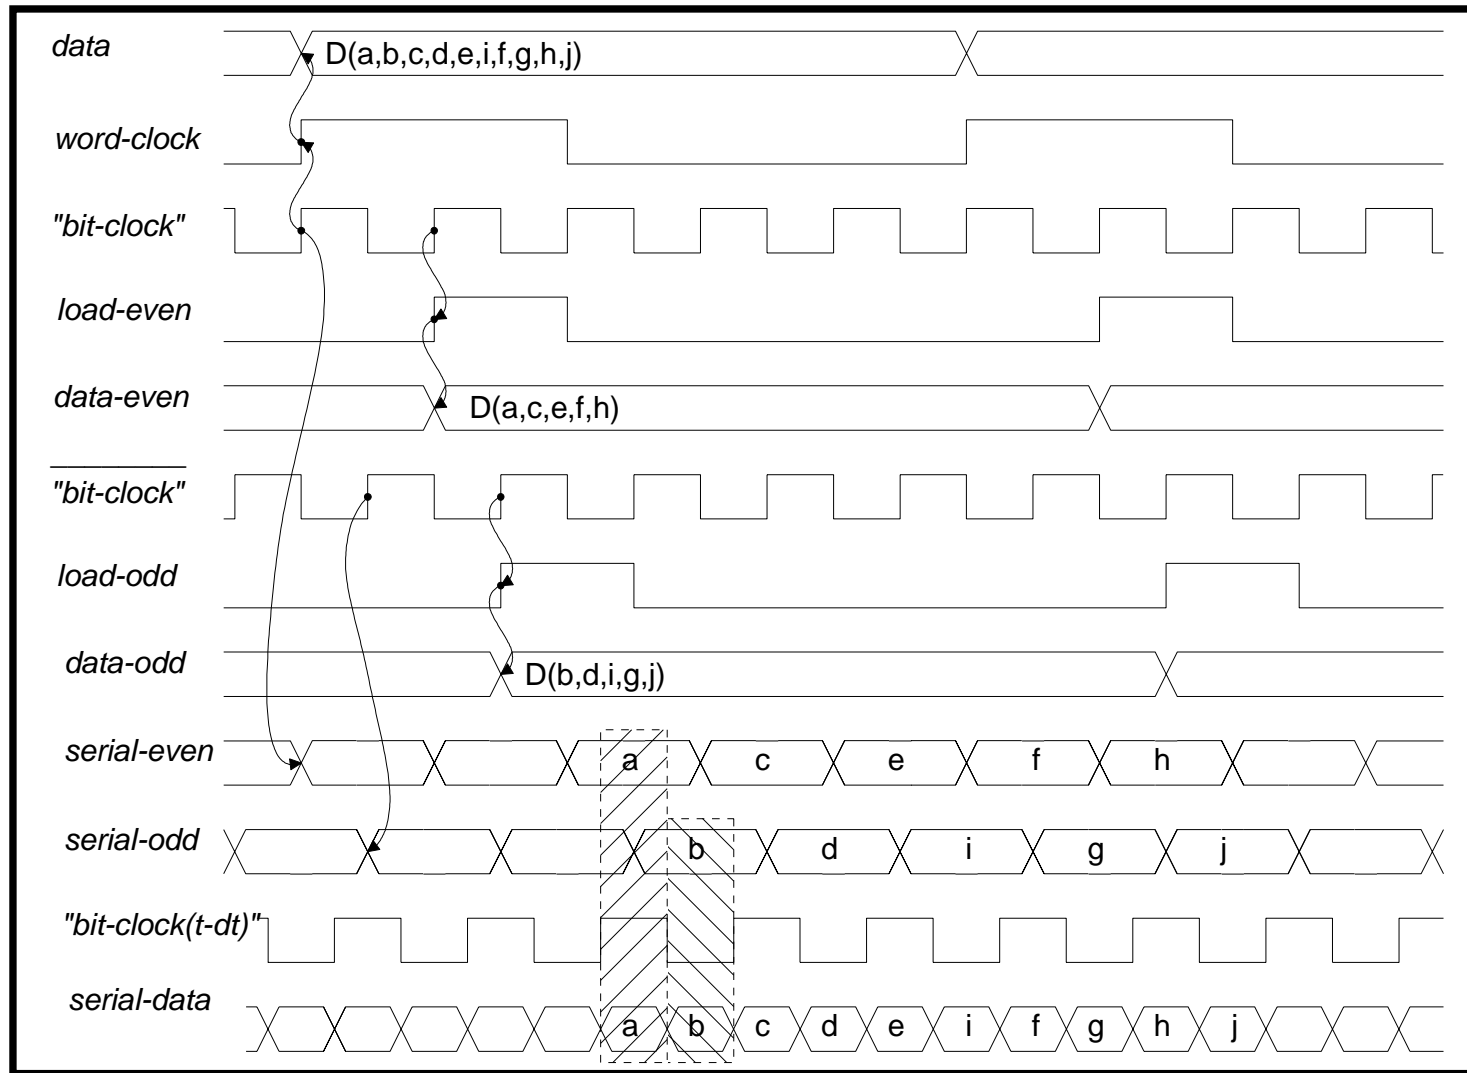 data D(a,b,c,d,e,i,f,g,h,j)
word-clock
"bit-clock"
load-even
data-even D(a,c,e,f,h)
"bit-clock"
load-odd
data-odd D(b,d,i,g,j)
serial-even a c e f h
serial-odd b d i g j
"bit-clock(t-dt)"
serial-data a b c d e i f g h j